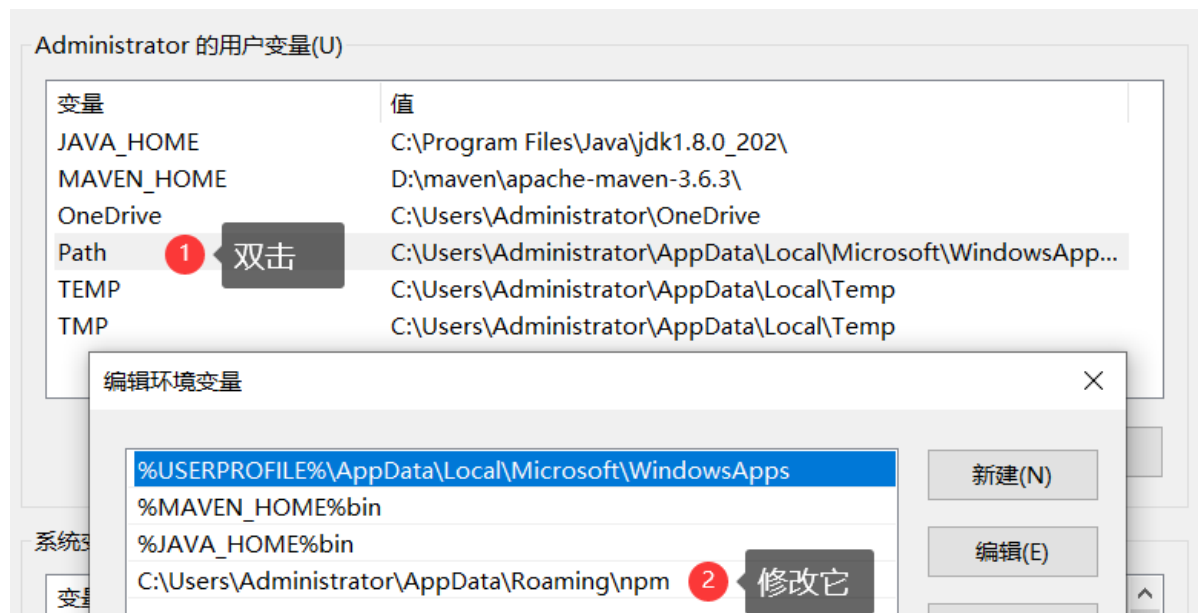 Administrator 的用户变量(U)
变量 值
JAVA_HOME C:\Program Files\Java\jdk1.8.0_202\
MAVEN_HOME D:\maven\apache-maven-3.6.3\
OneDrive C:\Users\Administrator\OneDrive
Path 1 双击 C:\Users\Administrator\AppData\Local\Microsoft\WindowsApp...
TEMP C:\Users\Administrator\AppData\Local\Temp
TMP C:\Users\Administrator\AppData\Local\Temp
编辑环境变量
%USERPROFILE%\AppData\Local\Microsoft\WindowsApps
新建(N)
%MAVEN_HOME%bin
%JAVA_HOME%bin
编辑(E)
C:\Users\Administrator\AppData\Roaming\npm 2 修改它
系统
变